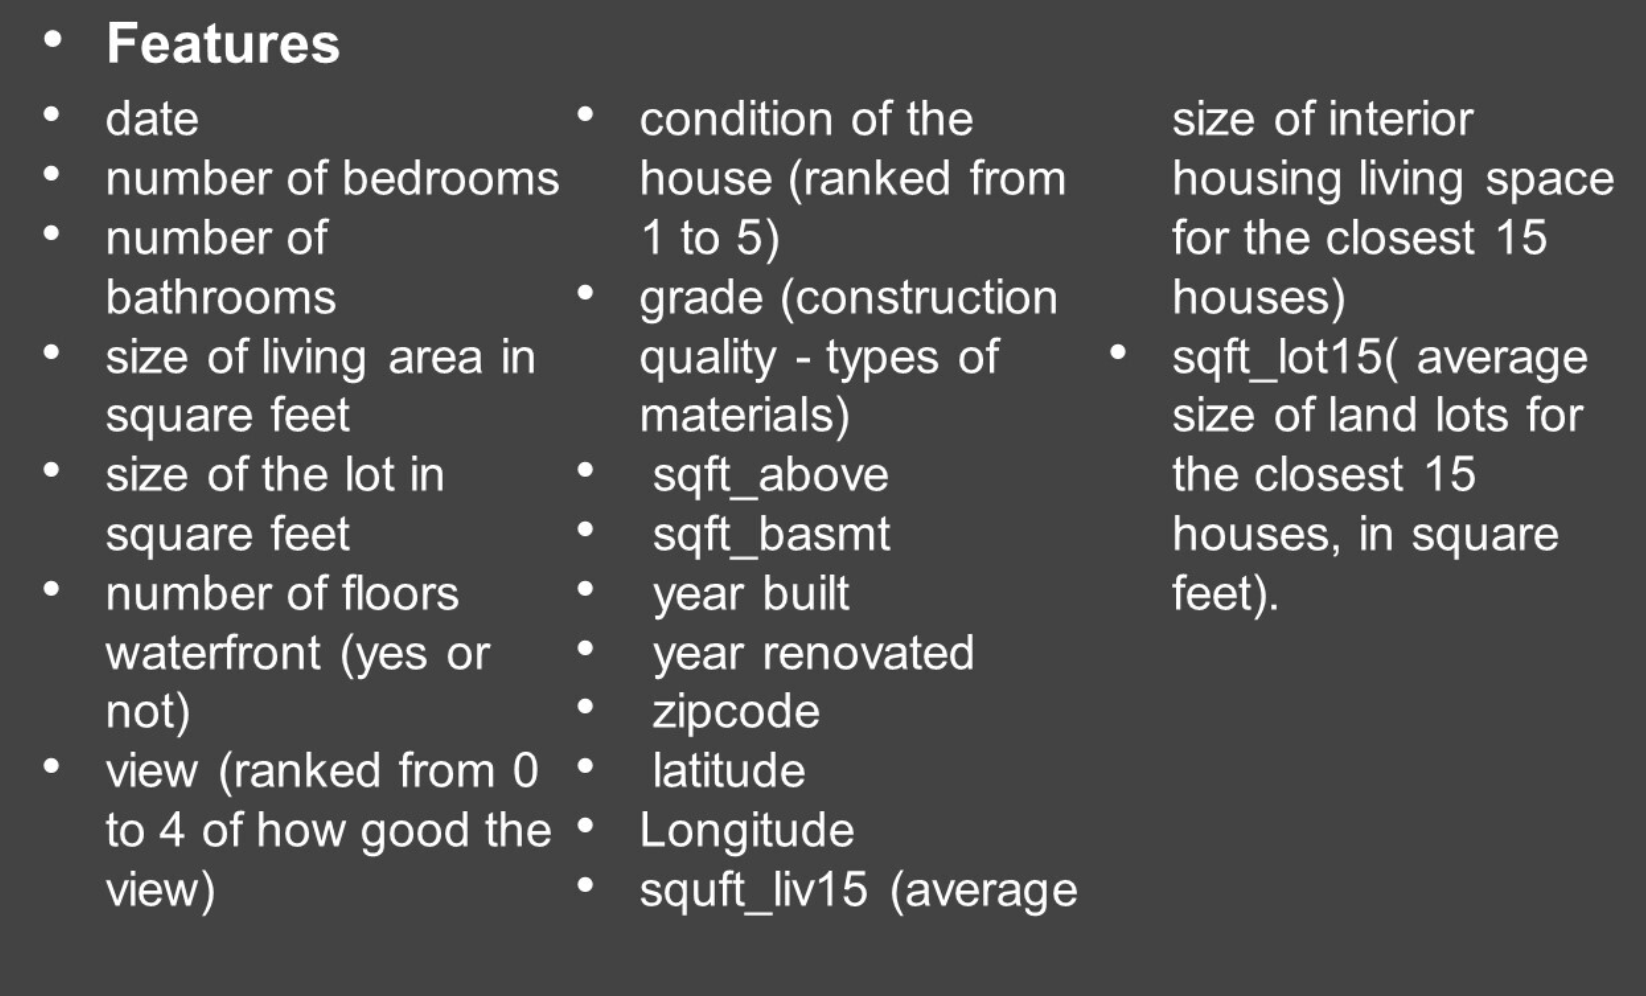 • Features
• date
• number of bedrooms
• number of
bathrooms
• size of living area in
square feet
• size of the lot in
square feet
• number of floors
waterfront (yes or
not)
• view (ranked from 0
to 4 of how good the
view)
• condition of the
house (ranked from
1 to 5)
• grade (construction
quality - types of
materials)
• sqft_above
• sqft_basmt
• year built
• year renovated
• zipcode
• latitude
• Longitude
• squft_liv15 (average
size of interior
housing living space
for the closest 15
houses)
• sqft_lot15( average
size of land lots for
the closest 15
houses, in square
feet).